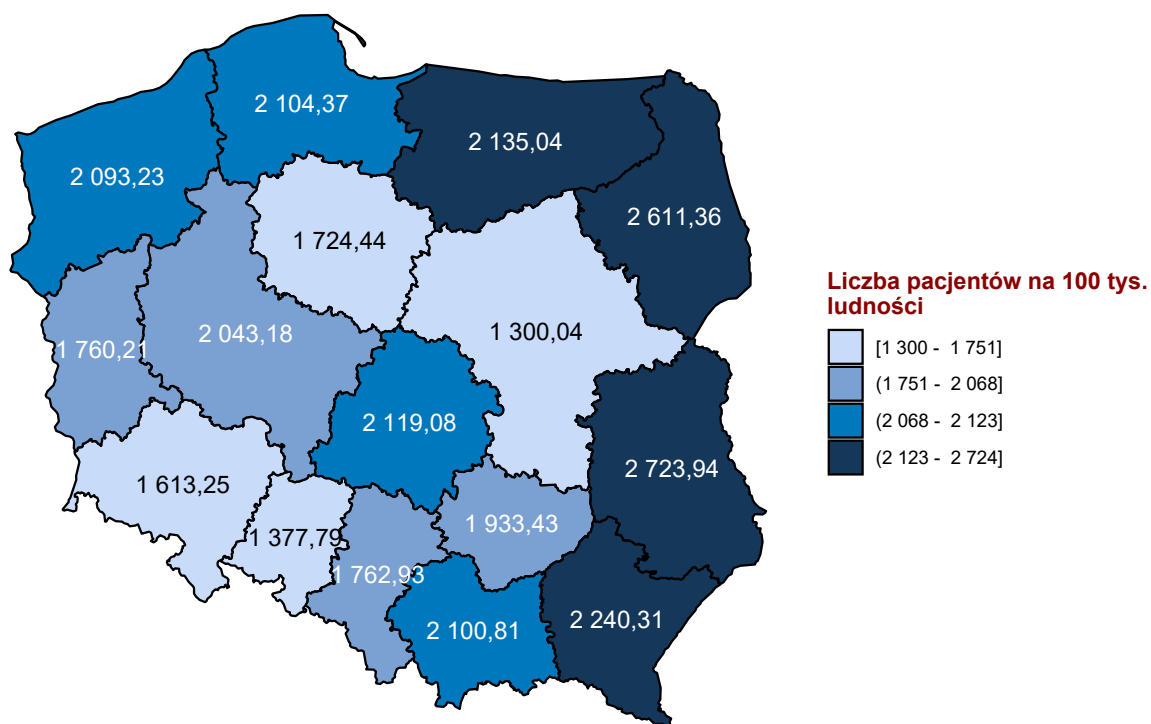 2 104,37
2 135,04
2 093,23
2 611,36
1 724,44
1 300,04
2 043,18
1 760,21
2 119,08
2 723,94
1 613,25
1 933,43
1 377,79
1 762,93
2 240,31
2 100,81
Liczba pacjentów na 100 tys.
ludności
[1 300 - 1 751]
(1 751 - 2 068]
(2 068 - 2 123]
(2 123 - 2 724]